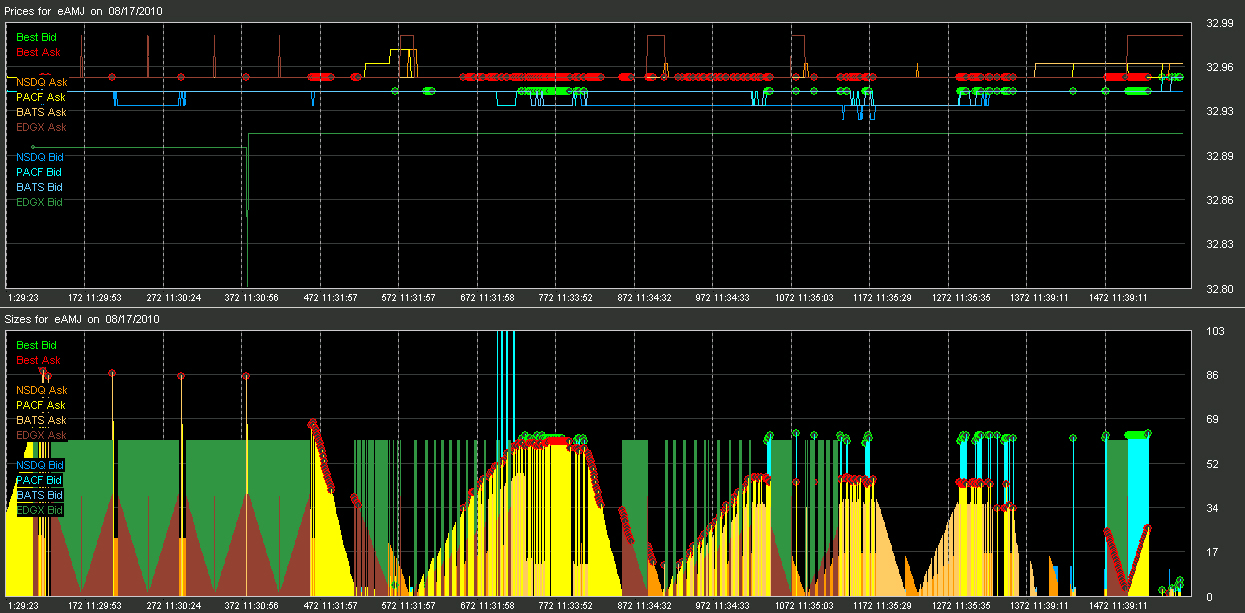 Prices for eAMJ on 08/17/2010
Best Bid
Best Ask
NSDQ Ask
PACF Ask
BATS Ask
EDGX Ask
NSDQ Bid
PACF Bid
BATS Bid
EDGX Bid
32.99
32.96
32.93
32.89
32.86
32.83
32.80
1:29:23 172 11:29:53 272 11:30:24 372 11:30:56 472 11:31:57 572 11:31:57 672 11:31:58 772 11:33:52 872 11:34:32 972 11:34:33 1072 11:35:03 1172 11:35:29 1272 11:35:35 1372 11:39:11 1472 11:39:11
Sizes for eAMJ on 08/17/2010
Best Bid
Best Ask
NSDQ Ask
PACF Ask
BATS Ask
EDGX Ask
NSDQ Bid
PACF Bid
BATS Bid
EDGX Bid
103
86
69
52
34
17
0
1:29:23 172 11:29:53 272 11:30:24 372 11:30:56 472 11:31:57 572 11:31:57 672 11:31:58 772 11:33:52 872 11:34:32 972 11:34:33 1072 11:35:03 1172 11:35:29 1272 11:35:35 1372 11:39:11 1472 11:39:11